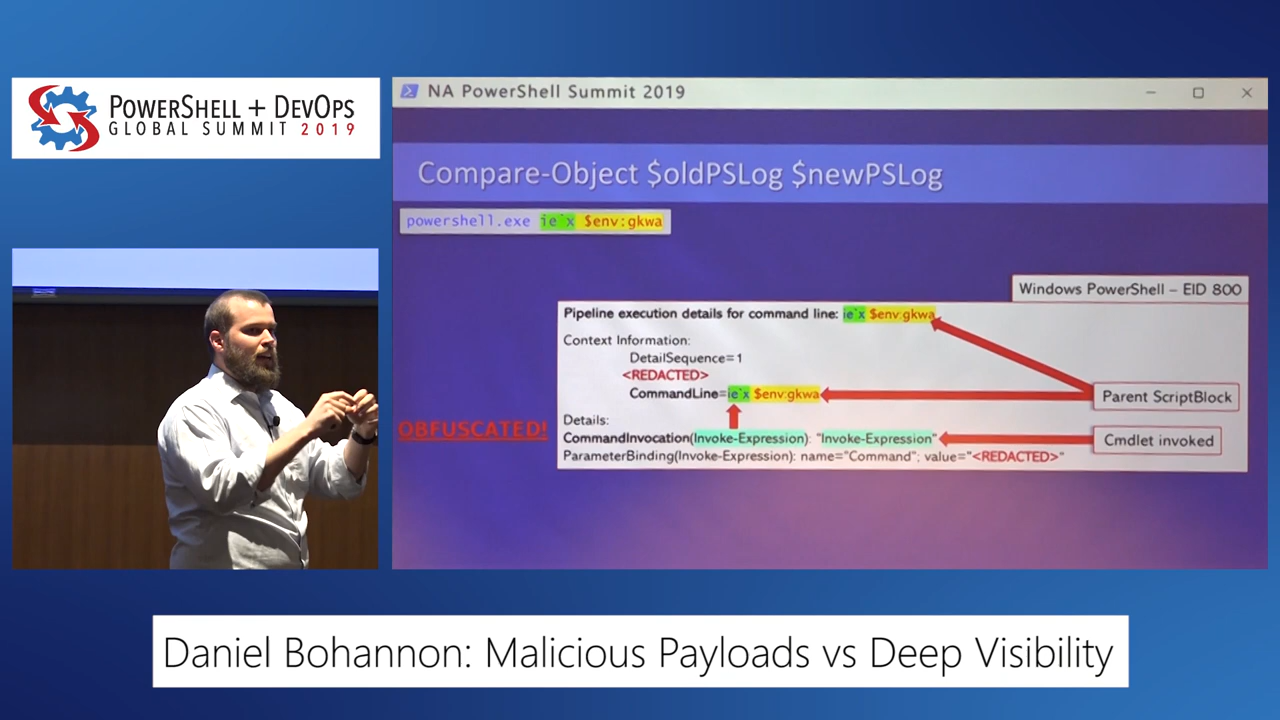 POWERSHELL + DEVOPS
GLOBAL SUMMIT 2019
NA PowerShell Summit 2019
Compare-Object $oldPSLog $newPSLog
powershell.exe ie`x $env:gkwa
Windows PowerShell – EID 800
Pipeline execution details for command line: ie`x $env:gkwa
Context Information:
DetailSequence=1
<REDACTED>
CommandLine=ie`x $env:gkwa
Parent ScriptBlock
OBFUSCATED!
Details:
CommandInvocation(Invoke-Expression): "Invoke-Expression"
Cmdlet invoked
ParameterBinding(Invoke-Expression): name="Command"; value="<REDACTED>"
Daniel Bohannon: Malicious Payloads vs Deep Visibility